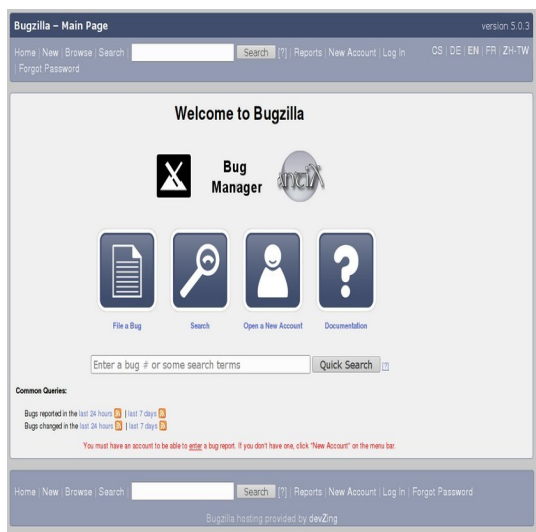 Bugzilla – Main Page
version 5.0.3
Home | New | Browse | Search | Search [?] | Reports | New Account | Log In
| Forgot Password
CS | DE | EN | FR | ZH-TW
Welcome to Bugzilla
Bug
Manager
antiX
File a Bug
Search
Open a New Account
Documentation
Enter a bug # or some search terms
Quick Search
[?]
Common Queries:
Bugs reported in the last 24 hours | last 7 days
Bugs changed in the last 24 hours | last 7 days
You must have an account to be able to enter a bug report. If you don't have one, click "New Account" on the menu bar.
Home | New | Browse | Search | Search [?] | Reports | New Account | Log In | Forgot Password
Bugzilla hosting provided by devZing